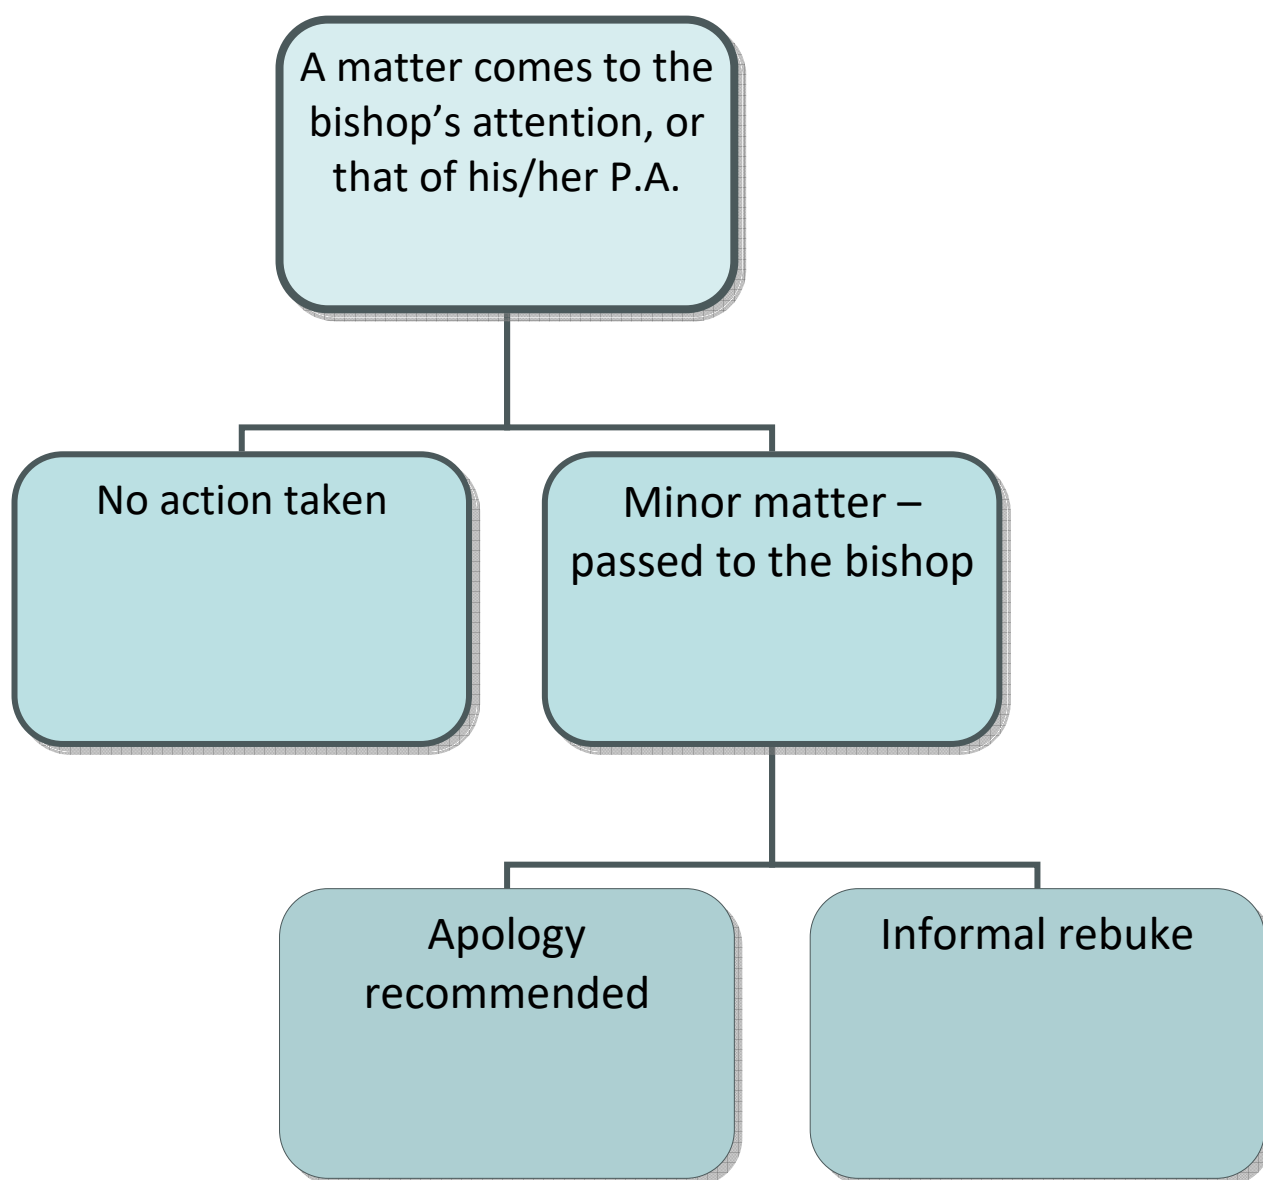 A matter comes to the
bishop’s attention, or
that of his/her P.A.
No action taken
Minor matter –
passed to the bishop
Apology
recommended
Informal rebuke